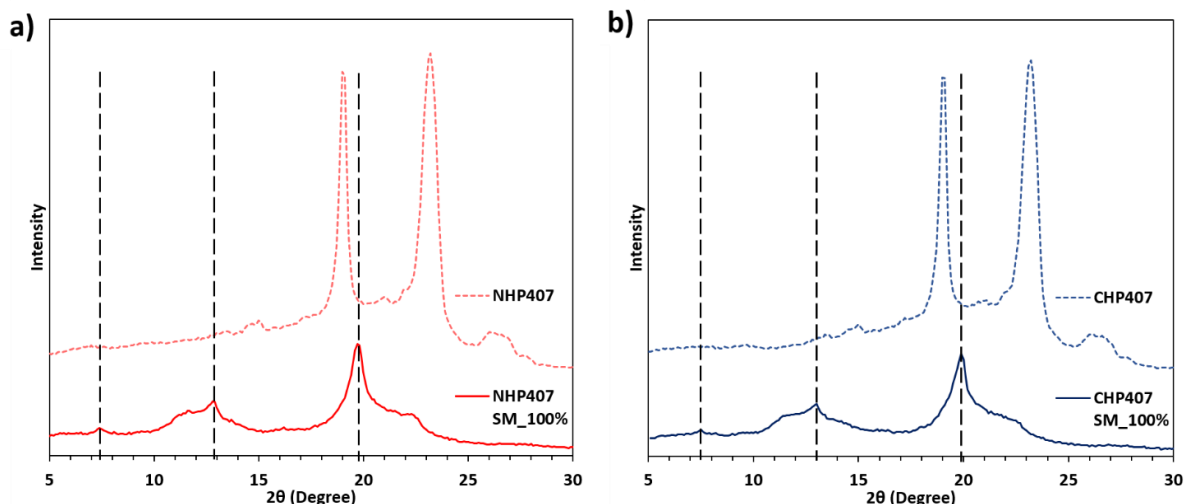 a)
Intensity
NHP407
NHP407
SM_100%
5 10 15 20 25 30
2θ (Degree)
b)
Intensity
CHP407
CHP407
SM_100%
5 10 15 20 25 30
2θ (Degree)